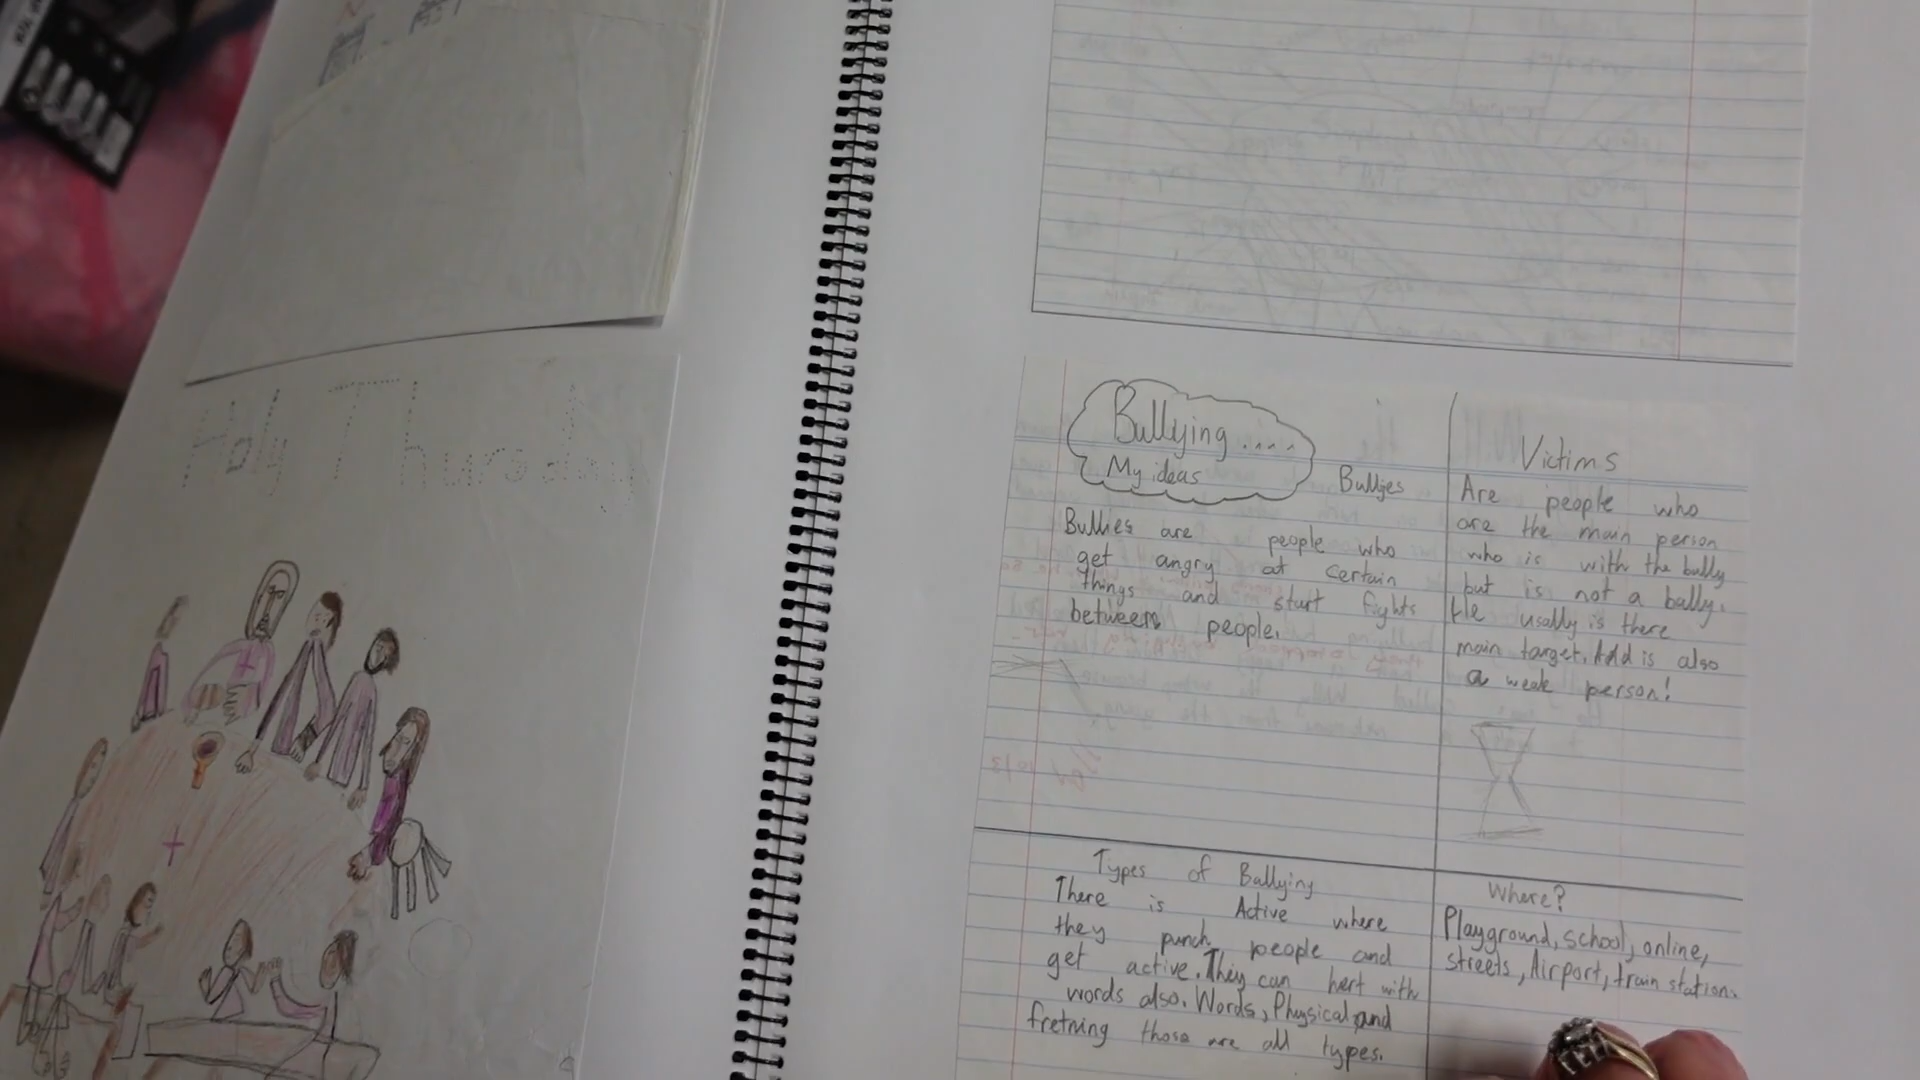 Holy Thursday
Bullying....
My ideas
Bullies
Bullies are people who
get angry at certain
things and start fights
between people.
Victims
Are people who
are the main person
who is with the bully
but is not a bully.
He usally is there
main target. And is also
a weak person!
Types of Ballying
There is Active where
they punch people and
get active. They can hert with
words also. Words, Physical and
fretning those are all types.
Where?
Playground, school, online,
streets, Airport, train station.